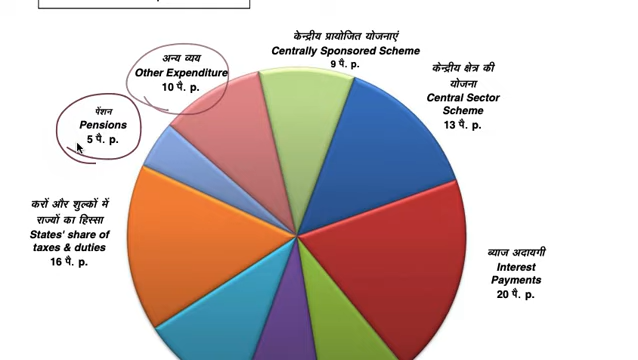 केन्द्रीय प्रायोजित योजनाएं
Centrally Sponsored Scheme
9 पै. p.
अन्य व्यय
Other Expenditure
10 पै. p.
केन्द्रीय क्षेत्र की
योजना
Central Sector
Scheme
13 पै. p.
पेंशन
Pensions
5 पै. p.
करों और शुल्कों में
राज्यों का हिस्सा
States' share of
taxes & duties
16 पै. p.
ब्याज अदायगी
Interest
Payments
20 पै. p.